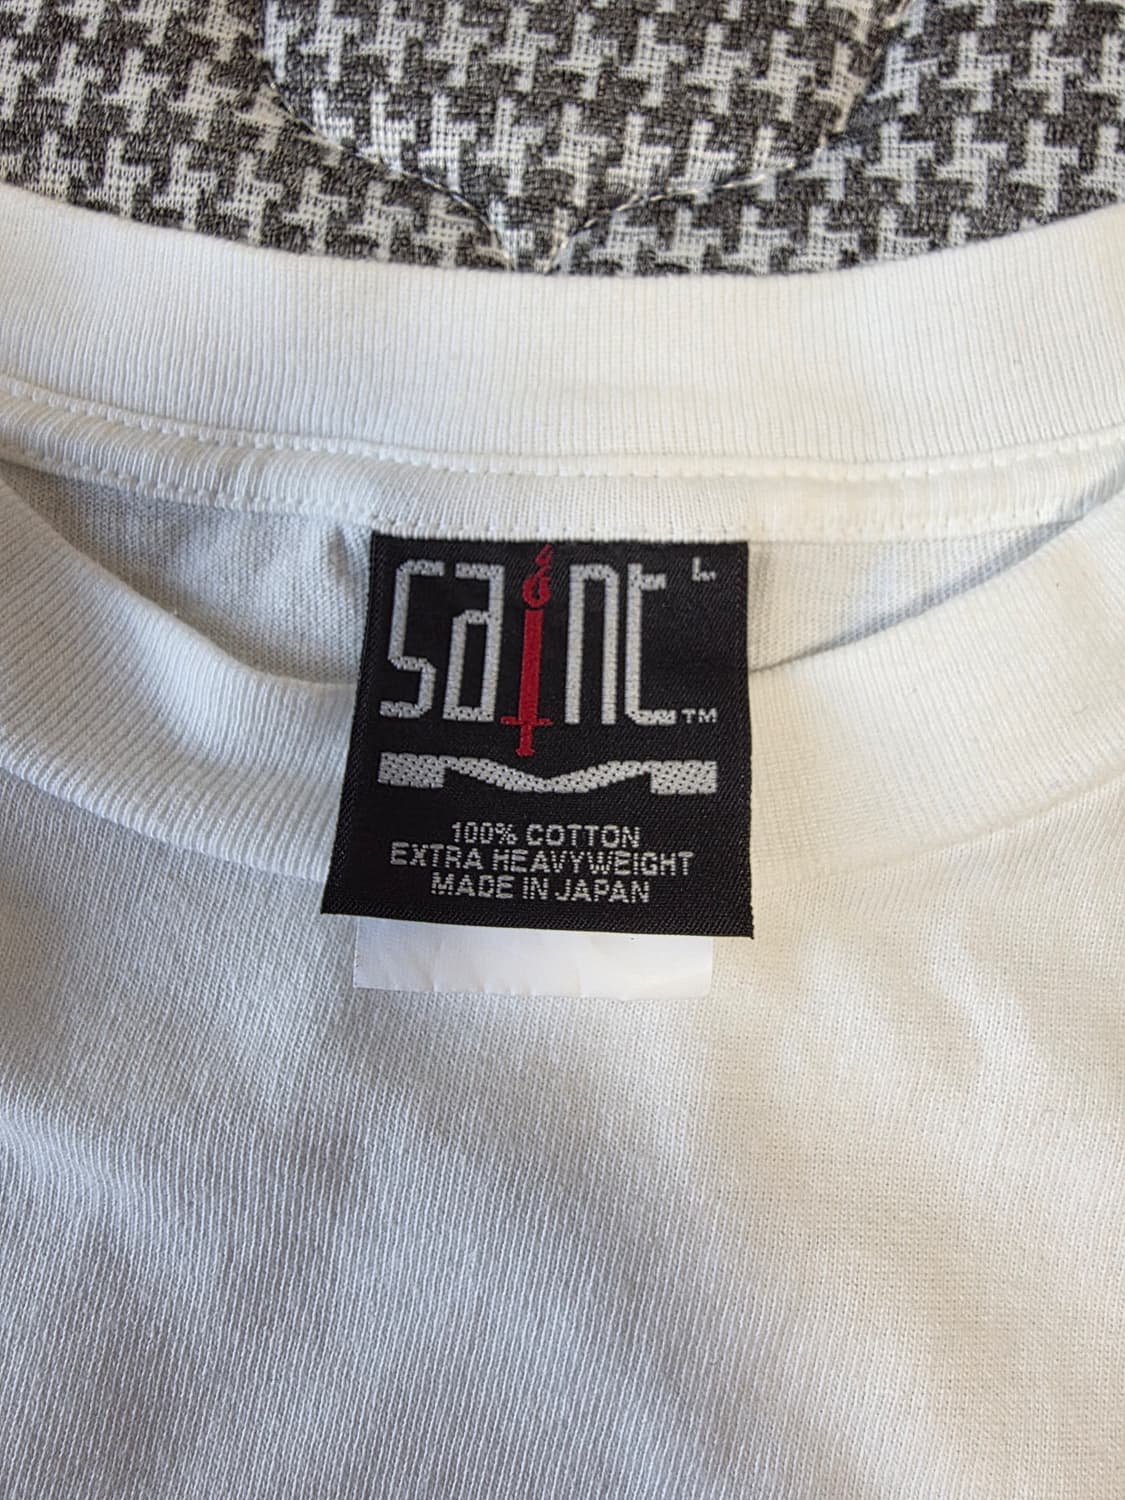 saint L
TM
100% COTTON
EXTRA HEAVYWEIGHT
MADE IN JAPAN